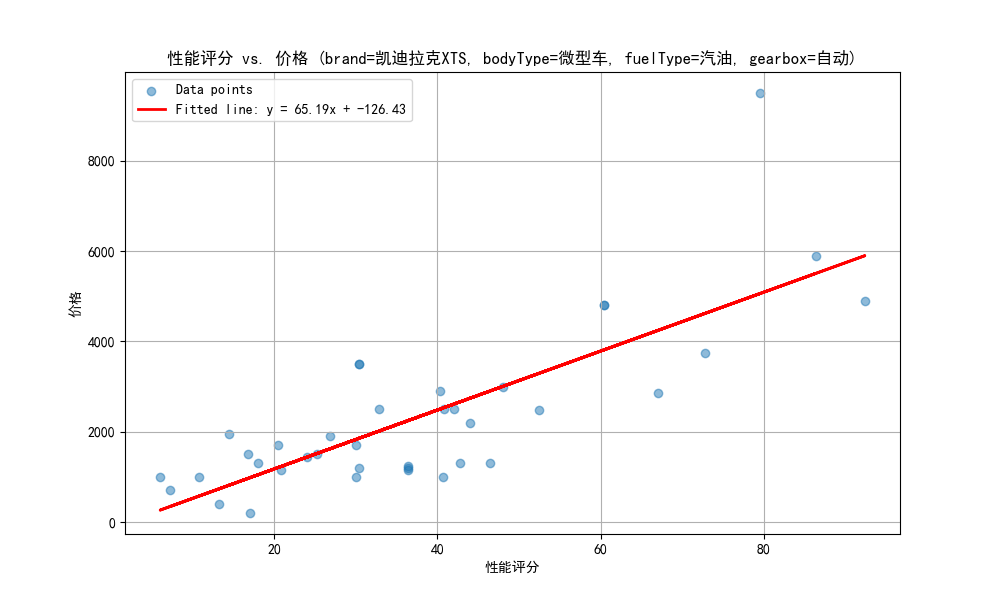 性能评分 vs. 价格 (brand=凯迪拉克XTS, bodyType=微型车, fuelType=汽油, gearbox=自动)
Data points
Fitted line: y = 65.19x + -126.43
价格
8000
6000
4000
2000
0
20 40 60 80
性能评分